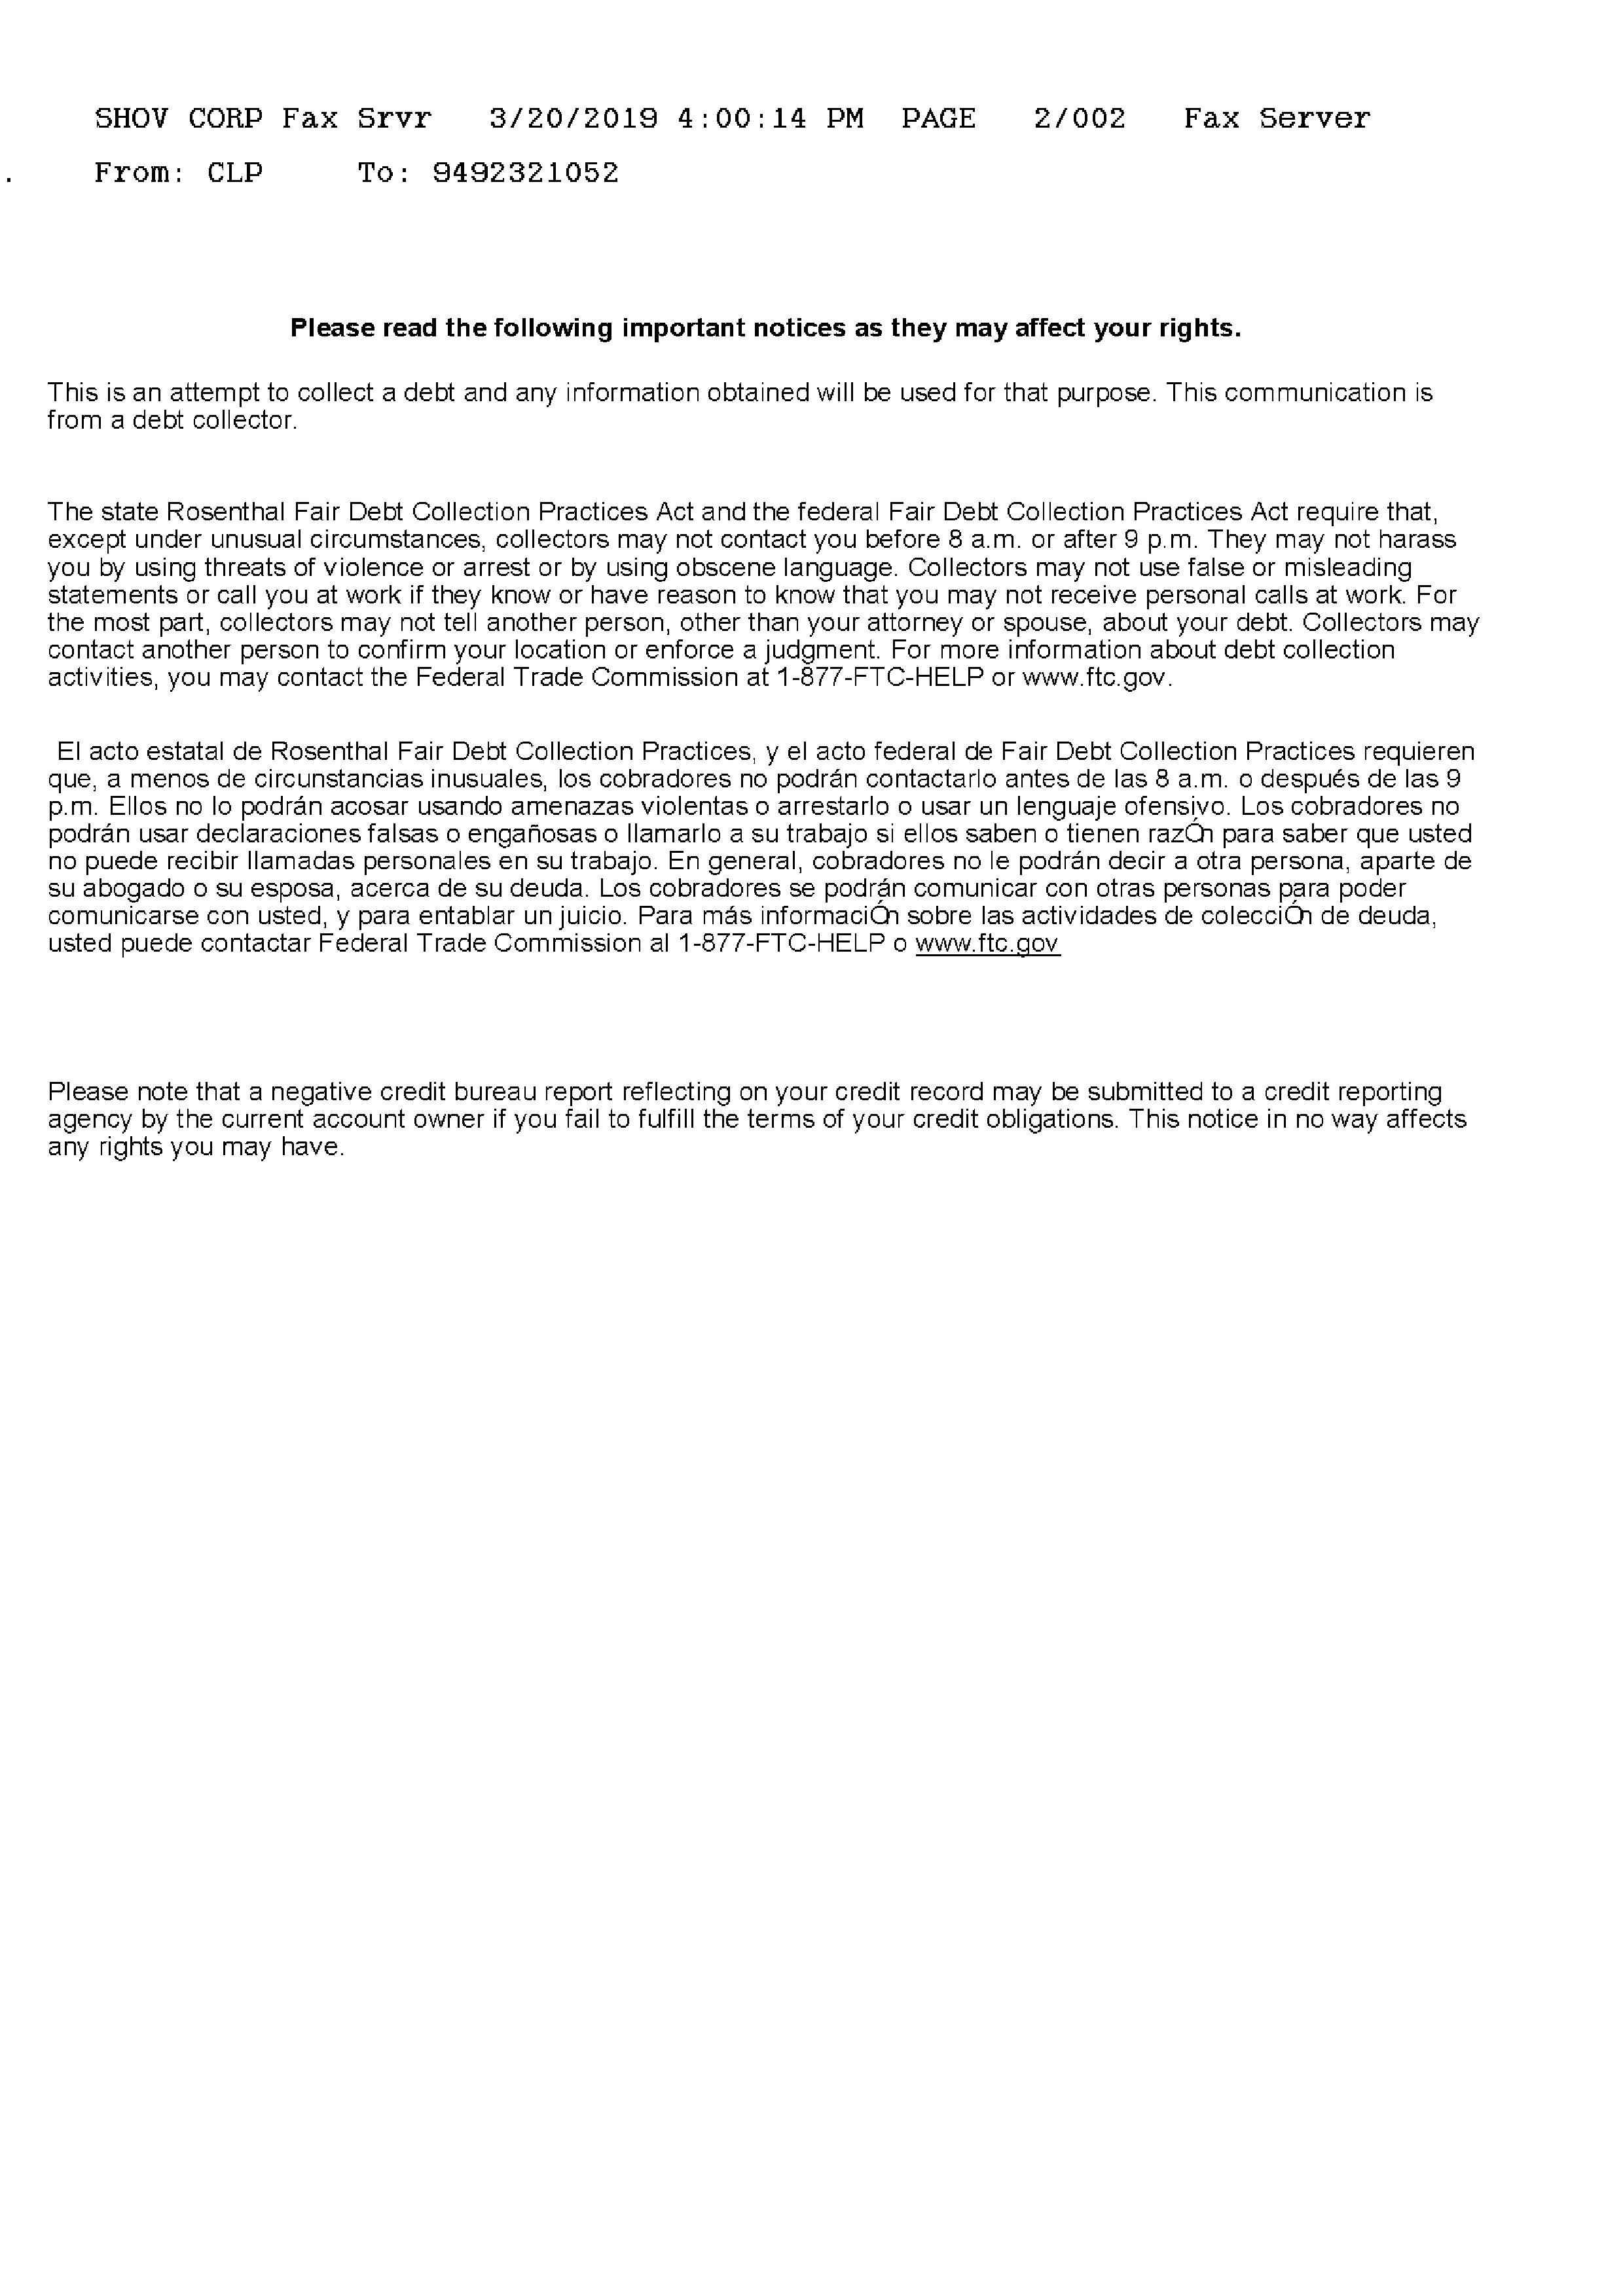 SHOV CORP Fax Srvr 3/20/2019 4:00:14 PM PAGE 2/002 Fax Server
. From: CLP To: 9492321052
Please read the following important notices as they may affect your rights.
This is an attempt to collect a debt and any information obtained will be used for that purpose. This communication is
from a debt collector.
The state Rosenthal Fair Debt Collection Practices Act and the federal Fair Debt Collection Practices Act require that,
except under unusual circumstances, collectors may not contact you before 8 a.m. or after 9 p.m. They may not harass
you by using threats of violence or arrest or by using obscene language. Collectors may not use false or misleading
statements or call you at work if they know or have reason to know that you may not receive personal calls at work. For
the most part, collectors may not tell another person, other than your attorney or spouse, about your debt. Collectors may
contact another person to confirm your location or enforce a judgment. For more information about debt collection
activities, you may contact the Federal Trade Commission at 1-877-FTC-HELP or www.ftc.gov.
El acto estatal de Rosenthal Fair Debt Collection Practices, y el acto federal de Fair Debt Collection Practices requieren
que, a menos de circunstancias inusuales, los cobradores no podrán contactarlo antes de las 8 a.m. o después de las 9
p.m. Ellos no lo podrán acosar usando amenazas violentas o arrestarlo o usar un lenguaje ofensivo. Los cobradores no
podrán usar declaraciones falsas o engañosas o llamarlo a su trabajo si ellos saben o tienen razÓn para saber que usted
no puede recibir llamadas personales en su trabajo. En general, cobradores no le podrán decir a otra persona, aparte de
su abogado o su esposa, acerca de su deuda. Los cobradores se podrán comunicar con otras personas para poder
comunicarse con usted, y para entablar un juicio. Para más informaciÓn sobre las actividades de colecciÓn de deuda,
usted puede contactar Federal Trade Commission al 1-877-FTC-HELP o www.ftc.gov
Please note that a negative credit bureau report reflecting on your credit record may be submitted to a credit reporting
agency by the current account owner if you fail to fulfill the terms of your credit obligations. This notice in no way affects
any rights you may have.